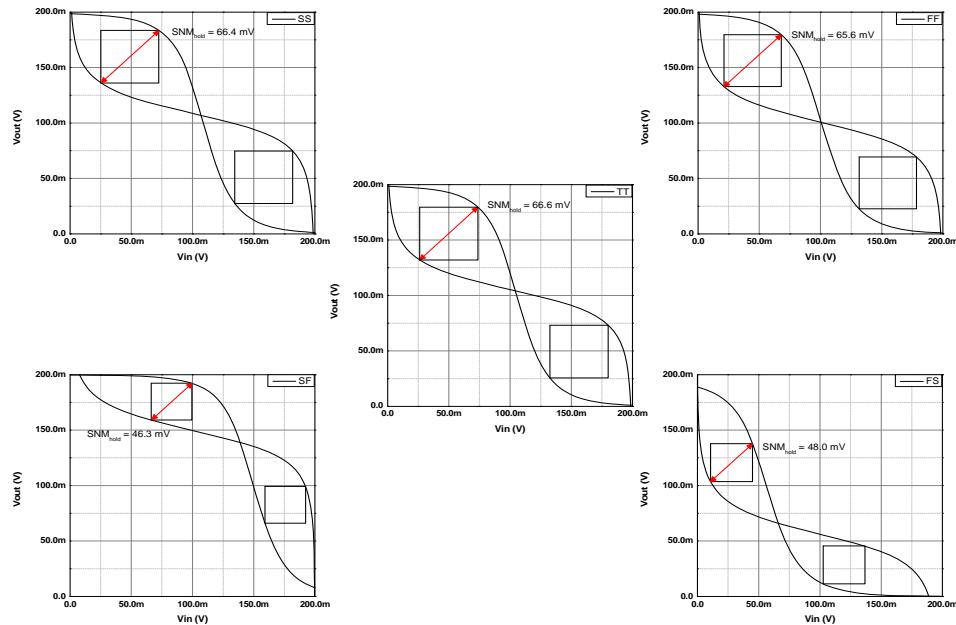 SS
SNMhold = 66.4 mV
200.0m
150.0m
100.0m
50.0m
0.0
Vout (V)
0.0 50.0m 100.0m 150.0m 200.0m
Vin (V)
FF
SNMhold = 65.6 mV
200.0m
150.0m
100.0m
50.0m
0.0
Vout (V)
0.0 50.0m 100.0m 150.0m 200.0m
Vin (V)
TT
SNMhold = 66.6 mV
200.0m
150.0m
100.0m
50.0m
0.0
Vout (V)
0.0 50.0m 100.0m 150.0m 200.0m
Vin (V)
SF
SNMhold = 46.3 mV
200.0m
150.0m
100.0m
50.0m
0.0
Vout (V)
0.0 50.0m 100.0m 150.0m 200.0m
Vin (V)
FS
SNMhold = 48.0 mV
200.0m
150.0m
100.0m
50.0m
0.0
Vout (V)
0.0 50.0m 100.0m 150.0m 200.0m
Vin (V)